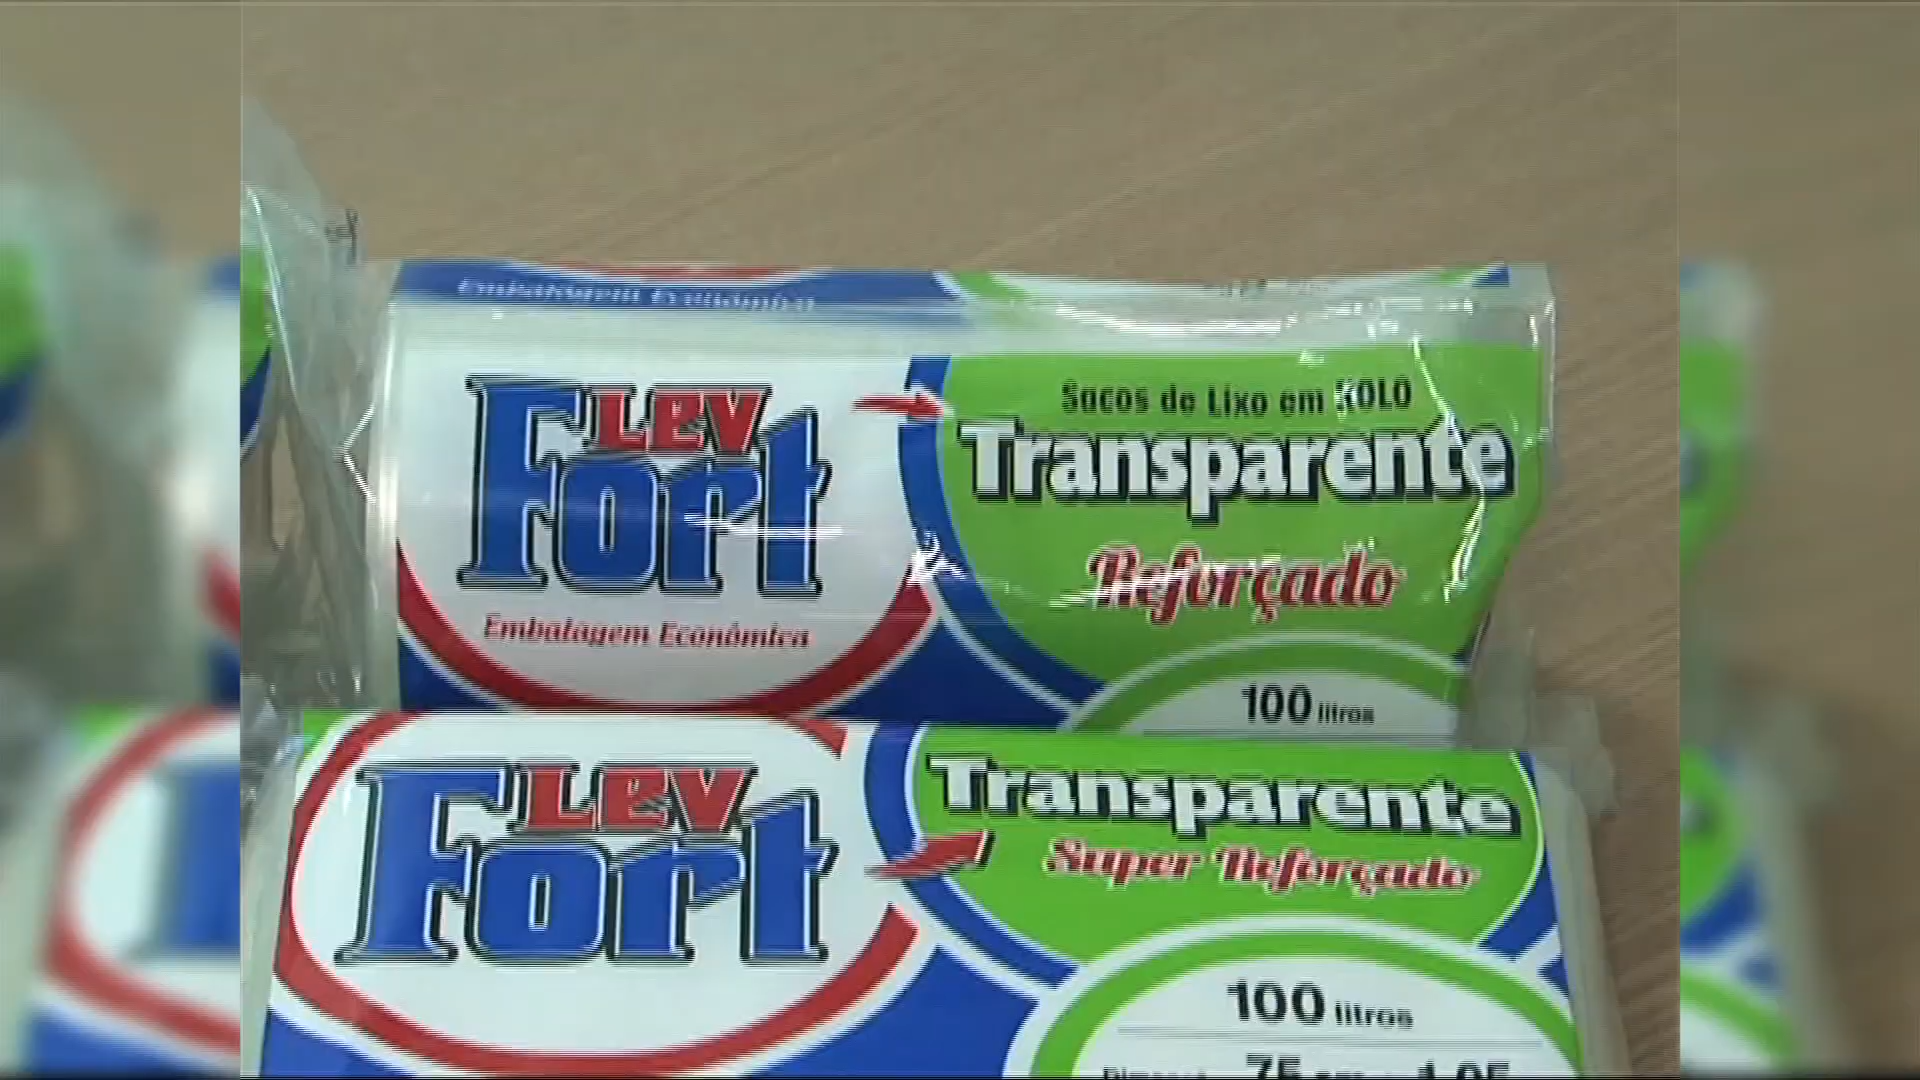 Embalagem Econômica
Lev
Fort
Embalagem Econômica
Sacos de Lixo em ROLO
Transparente
Reforçado
100 litros
Lev
Fort
Transparente
Super Reforçado
100 litros
75